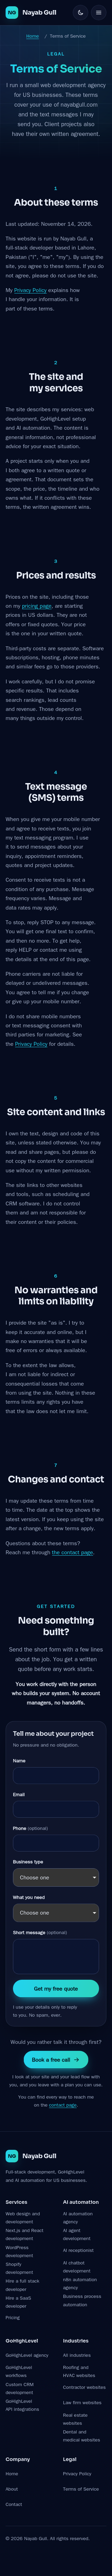 NG Nayab Gull
Home / Terms of Service
LEGAL
Terms of Service
I run a small web development agency
for US businesses. These terms
cover your use of nayabgull.com
and the text messages I may
send you. Client projects also
have their own written agreement.
1
About these terms
Last updated: November 14, 2026.
This website is run by Nayab Gull, a
web development agency based in Lahore,
Pakistan ("I", "me", "my"). By using the
site, you agree to these terms. If you do
not agree, please do not use the site.
My Privacy Policy explains how
I handle your information. It is
part of these terms.
2
The site and
my services
The site describes my services: web
development, GoHighLevel setup
and AI automation. The content is
general information, not professional
advice for your situation.
A project starts only when you and
I both agree to a written quote or
agreement. That document sets the
scope, the price, the timeline and who
owns what. If it conflicts with these
terms, the written agreement wins.
3
Prices and results
Prices on the site, including those
on my pricing page, are starting
prices in US dollars. They are not
offers or fixed quotes. Your price
is the one in your written quote.
Third-party costs are separate. Software
subscriptions, hosting, phone numbers
and message fees go to their providers.
I work carefully, but I do not promise
specific results. That includes
search rankings, lead counts
and revenue. Those depend on
many things outside my control.
4
Text message
(SMS) terms
When you give me your mobile number
and agree to receive texts, you join
my text messaging program. I use
it to send messages about your
inquiry, appointment reminders,
quotes and project updates.
Consent to receive texts is not a
condition of any purchase. Message
frequency varies. Message and
data rates may apply.
To stop, reply STOP to any message.
You will get one final text to confirm,
and then no more. To get help,
reply HELP or contact me using
the details at the end of this page.
Phone carriers are not liable for
delayed or undelivered messages.
You agree to tell me if you change
or give up your mobile number.
I do not share mobile numbers
or text messaging consent with third
parties for their own marketing. See
the Privacy Policy for details.
5
Site content and links
I own the text, design and code of this
site, unless stated otherwise. You may
read and share pages, but please do
not copy the content for commercial
use without my written permission.
The site links to other websites
and tools, such as scheduling and
CRM software. I do not control
them and am not responsible for
their content or their policies.
6
No warranties and
limits on liability
I provide the site "as is". I try to
keep it accurate and online, but I
make no warranties that it will always
be available or free of errors.
To the extent the law allows,
I am not liable for indirect or
consequential losses that come
from using the site. Nothing in these
terms limits any rights you have
that the law does not let me limit.
7
Changes and contact
I may update these terms from time
to time. The date at the top shows the
latest version. If you keep using the site
after a change, the new terms apply.
Questions about these terms?
Reach me through the contact page.
GET STARTED
Need something
built?
Send the short form with a few lines
about the job. You get a written
quote before any work starts.
You work directly with the person
who builds your system. No account
managers, no handoffs.
Tell me about your project
No pressure and no obligation.
Name
Email
Phone (optional)
Business type
Choose one
What you need
Choose one
Short message (optional)
Get my free quote
I use your details only to reply
to you. No spam, ever.
Would you rather talk it through first?
Book a free call →
I look at your site and your lead flow with
you, and you leave with a plan you can use.
You can find every way to reach me
on the contact page.
NG Nayab Gull
Full-stack development, GoHighLevel
and AI automation for US businesses.
Services
Web design and
development
Next.js and React
development
WordPress
development
Shopify
development
Hire a full stack
developer
Hire a SaaS
developer
Pricing
AI automation
AI automation
agency
AI agent
development
AI receptionist
AI chatbot
development
n8n automation
agency
Business process
automation
GoHighLevel
GoHighLevel agency
GoHighLevel
workflows
Custom CRM
development
GoHighLevel
API integrations
Industries
All industries
Roofing and
HVAC websites
Contractor websites
Law firm websites
Real estate
websites
Dental and
medical websites
Company
Home
About
Contact
Legal
Privacy Policy
Terms of Service
© 2026 Nayab Gull. All rights reserved.